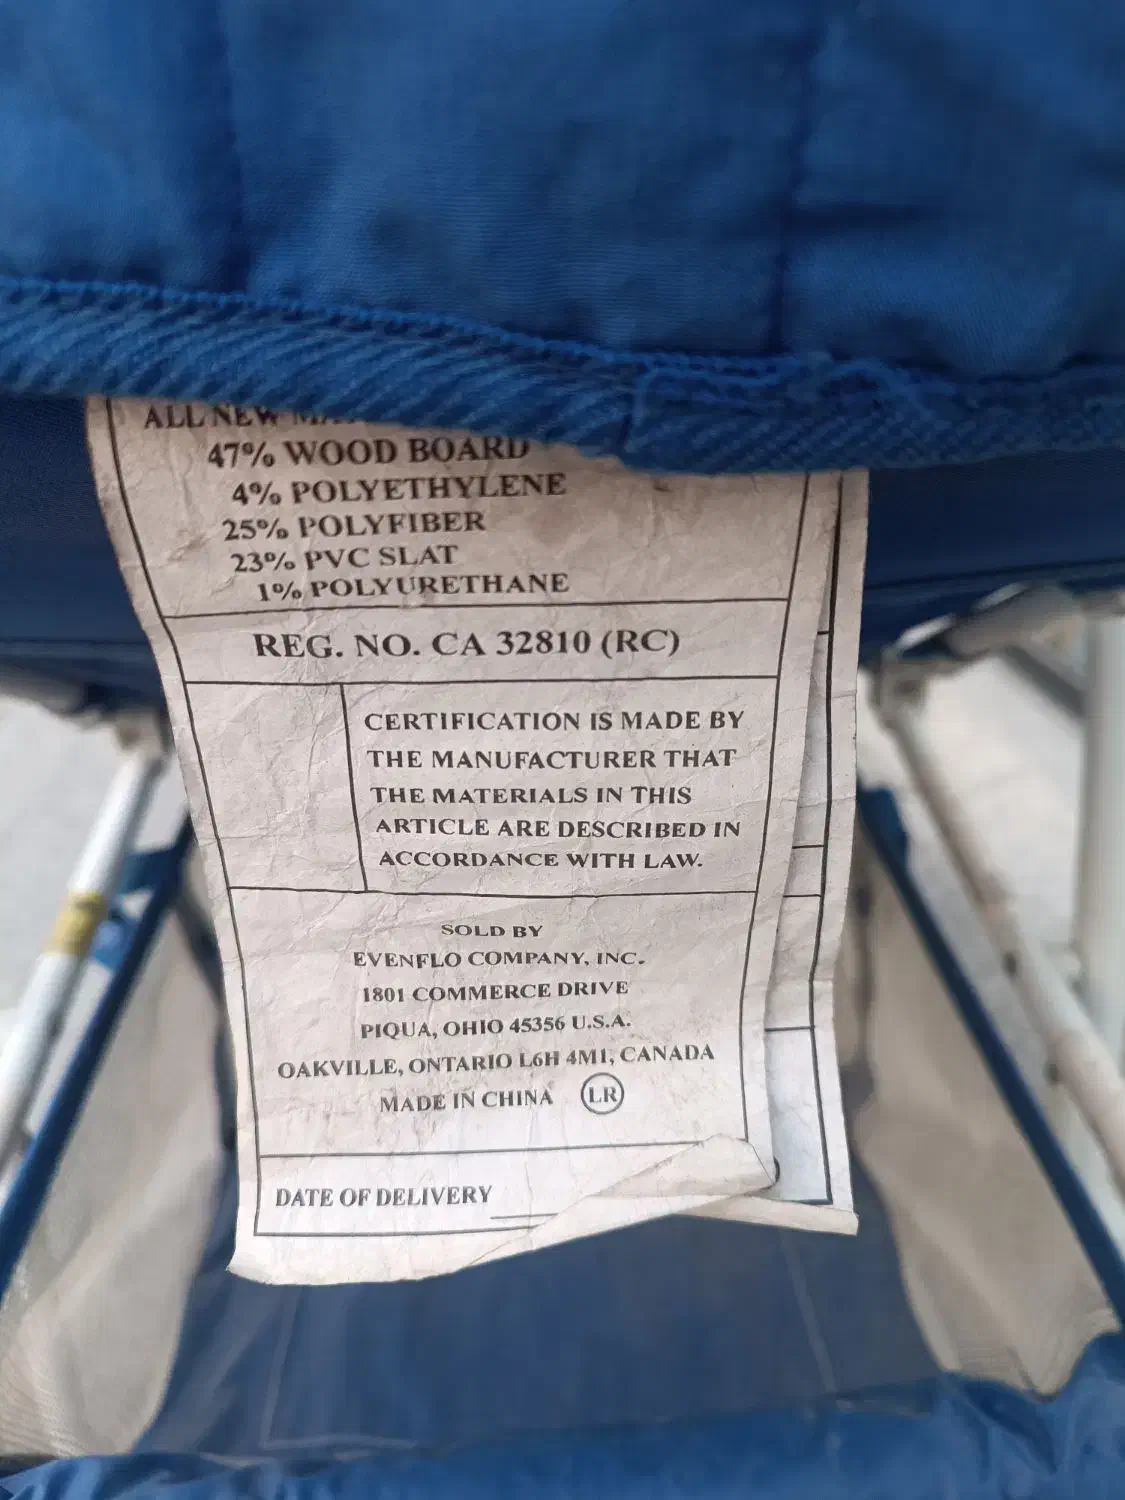 ALL NEW
47% WOOD BOARD
4% POLYETHYLENE
25% POLYFIBER
23% PVC SLAT
1% POLYURETHANE
REG. NO. CA 32810 (RC)
CERTIFICATION IS MADE BY
THE MANUFACTURER THAT
THE MATERIALS IN THIS
ARTICLE ARE DESCRIBED IN
ACCORDANCE WITH LAW.
SOLD BY
EVENFLO COMPANY, INC.
1801 COMMERCE DRIVE
PIQUA, OHIO 45356 U.S.A.
OAKVILLE, ONTARIO L6H 4M1, CANADA
MADE IN CHINA LR
DATE OF DELIVERY